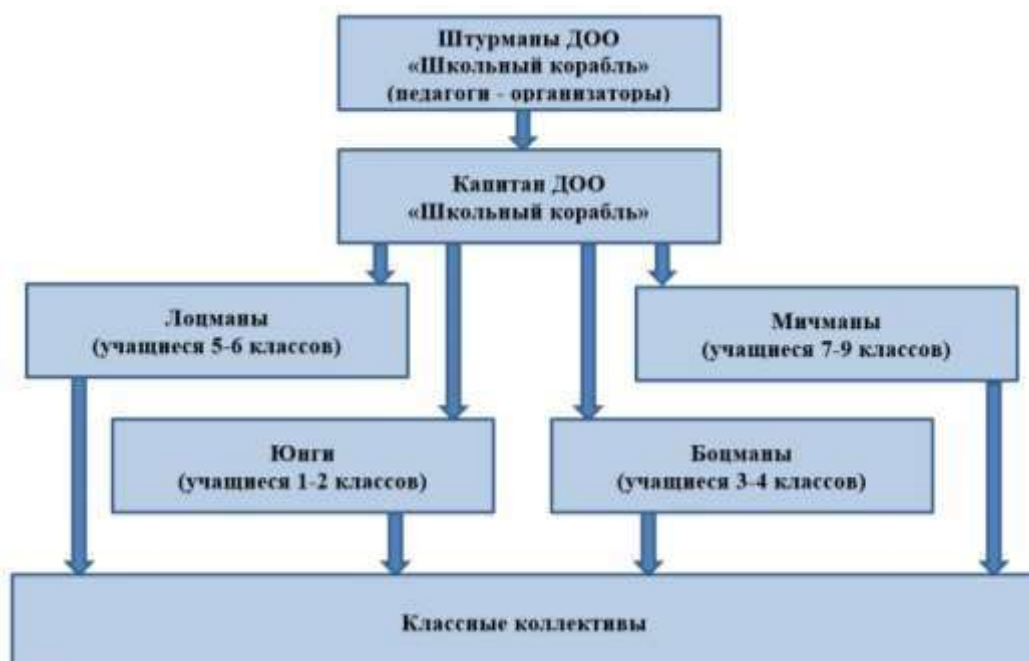 Штурманы ДОО
«Школьный корабль»
(педагоги - организаторы)
Капитан ДОО
«Школьный корабль»
Лоцманы
(учащиеся 5-6 классов)
Мичманы
(учащиеся 7-9 классов)
Юнги
(учащиеся 1-2 классов)
Боцманы
(учащиеся 3-4 классов)
Классные коллективы